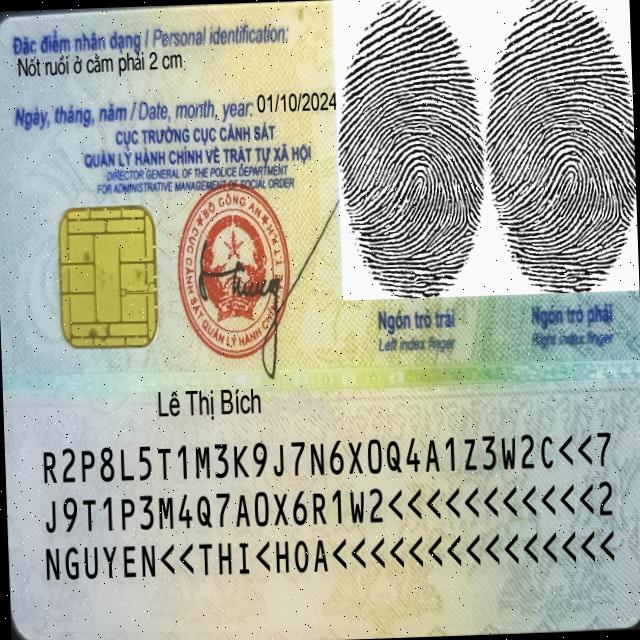 Đặc điểm nhân dạng / Personal identification:
Nốt ruồi ở cằm phải 2 cm
Ngày, tháng, năm / Date, month, year: 01/10/2024
CỤC TRƯỞNG CỤC CẢNH SÁT
QUẢN LÝ HÀNH CHÍNH VỀ TRẬT TỰ XÃ HỘI
DIRECTOR GENERAL OF THE POLICE DEPARTMENT
FOR ADMINISTRATIVE MANAGEMENT OF SOCIAL ORDER
BỘ CÔNG AN
CỤC CẢNH SÁT QUẢN LÝ HÀNH CHÍNH
Ngón trỏ trái
Left index finger
Ngón trỏ phải
Right index finger
Lê Thị Bích
R2P8L5T1M3K9J7N6XOQ4A1Z3W2C<<7
J9T1P3M4Q7AOX6R1W2<<<<<<<<<<<2
NGUYEN<<THI<HOA<<<<<<<<<<<<<<<